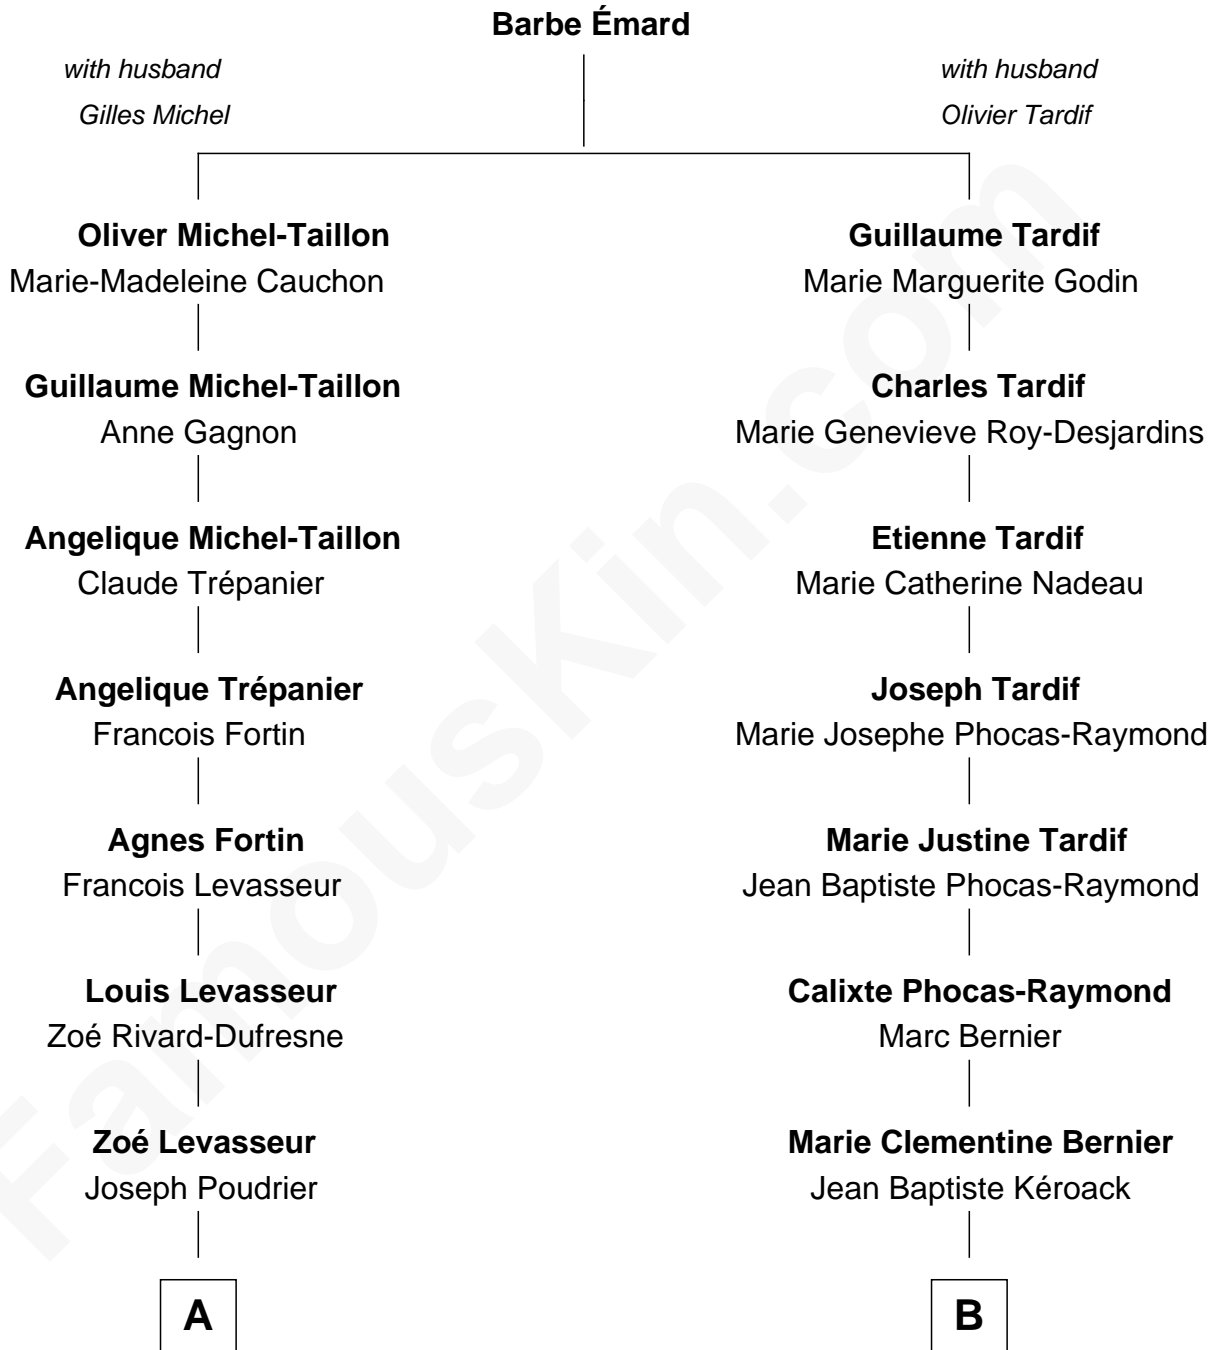 Barbe Émard
with husband
Gilles Michel
with husband
Olivier Tardif
Oliver Michel-Taillon
Marie-Madeleine Cauchon
Guillaume Tardif
Marie Marguerite Godin
Guillaume Michel-Taillon
Anne Gagnon
Charles Tardif
Marie Genevieve Roy-Desjardins
Angelique Michel-Taillon
Claude Trépanier
Etienne Tardif
Marie Catherine Nadeau
Angelique Trépanier
Francois Fortin
Joseph Tardif
Marie Josephe Phocas-Raymond
Agnes Fortin
Francois Levasseur
Marie Justine Tardif
Jean Baptiste Phocas-Raymond
Louis Levasseur
Zoé Rivard-Dufresne
Calixte Phocas-Raymond
Marc Bernier
Zoé Levasseur
Joseph Poudrier
Marie Clementine Bernier
Jean Baptiste Kéroack
A
B
FamousKin.com